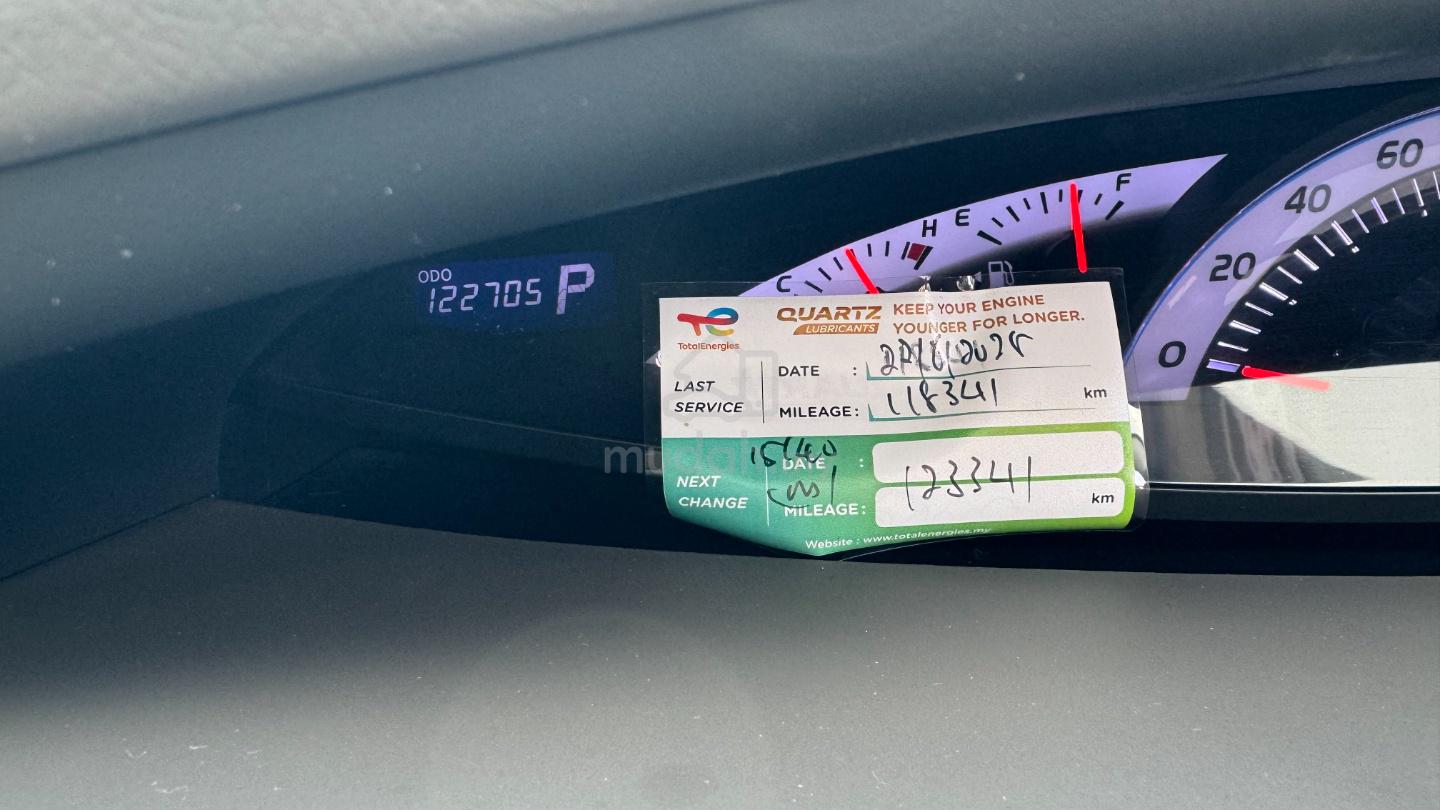 ODO
122705 P
C H E F
0 20 40 60
TotalEnergies
QUARTZ
LUBRICANTS
KEEP YOUR ENGINE
YOUNGER FOR LONGER.
LAST
SERVICE
DATE :
MILEAGE: 118341 km
NEXT
CHANGE
DATE :
MILEAGE: 123341 km
Website : www.totalenergies.my